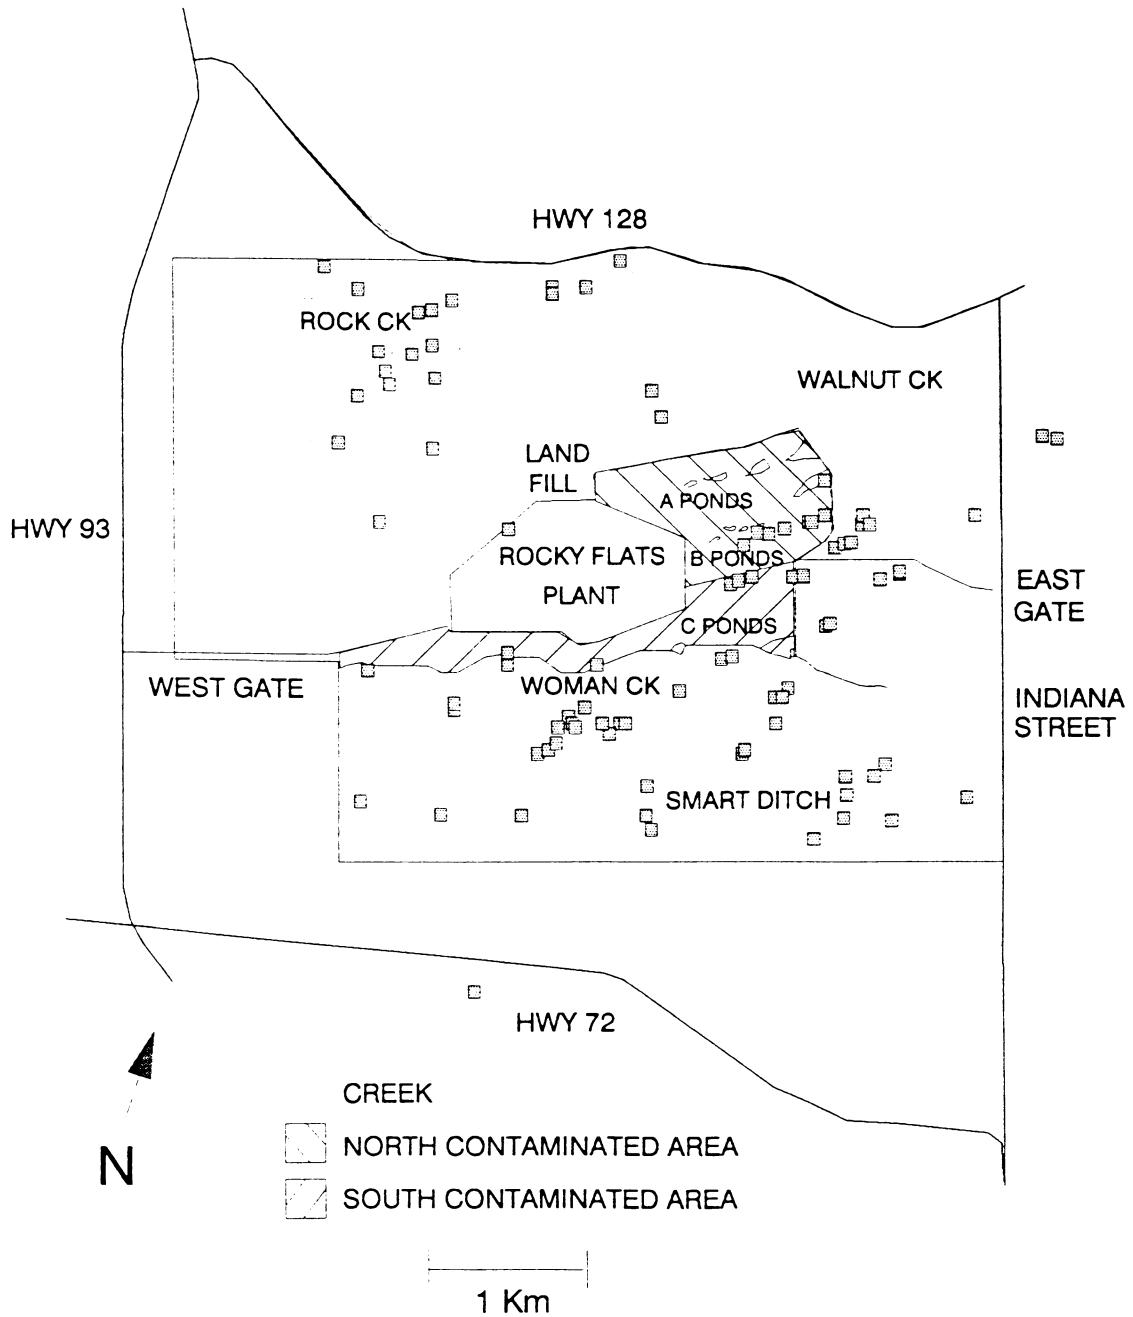 HWY 128
ROCK CK
WALNUT CK
LAND
FILL
A PONDS
HWY 93
ROCKY FLATS
PLANT
B PONDS
C PONDS
EAST
GATE
WEST GATE
WOMAN CK
INDIANA
STREET
SMART DITCH
HWY 72
N
CREEK
NORTH CONTAMINATED AREA
SOUTH CONTAMINATED AREA
1 Km